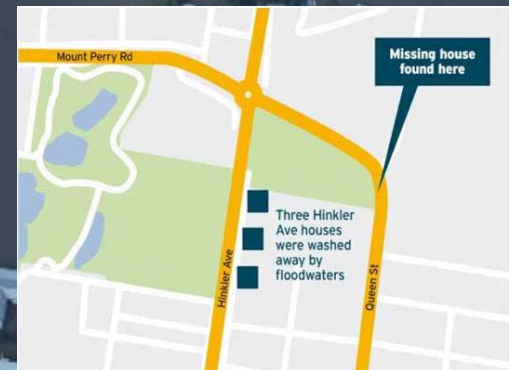 Mount Perry Rd
Missing house
found here
Three Hinkler
Ave houses
were washed
away by
floodwaters
Hinkler Ave
Queen St